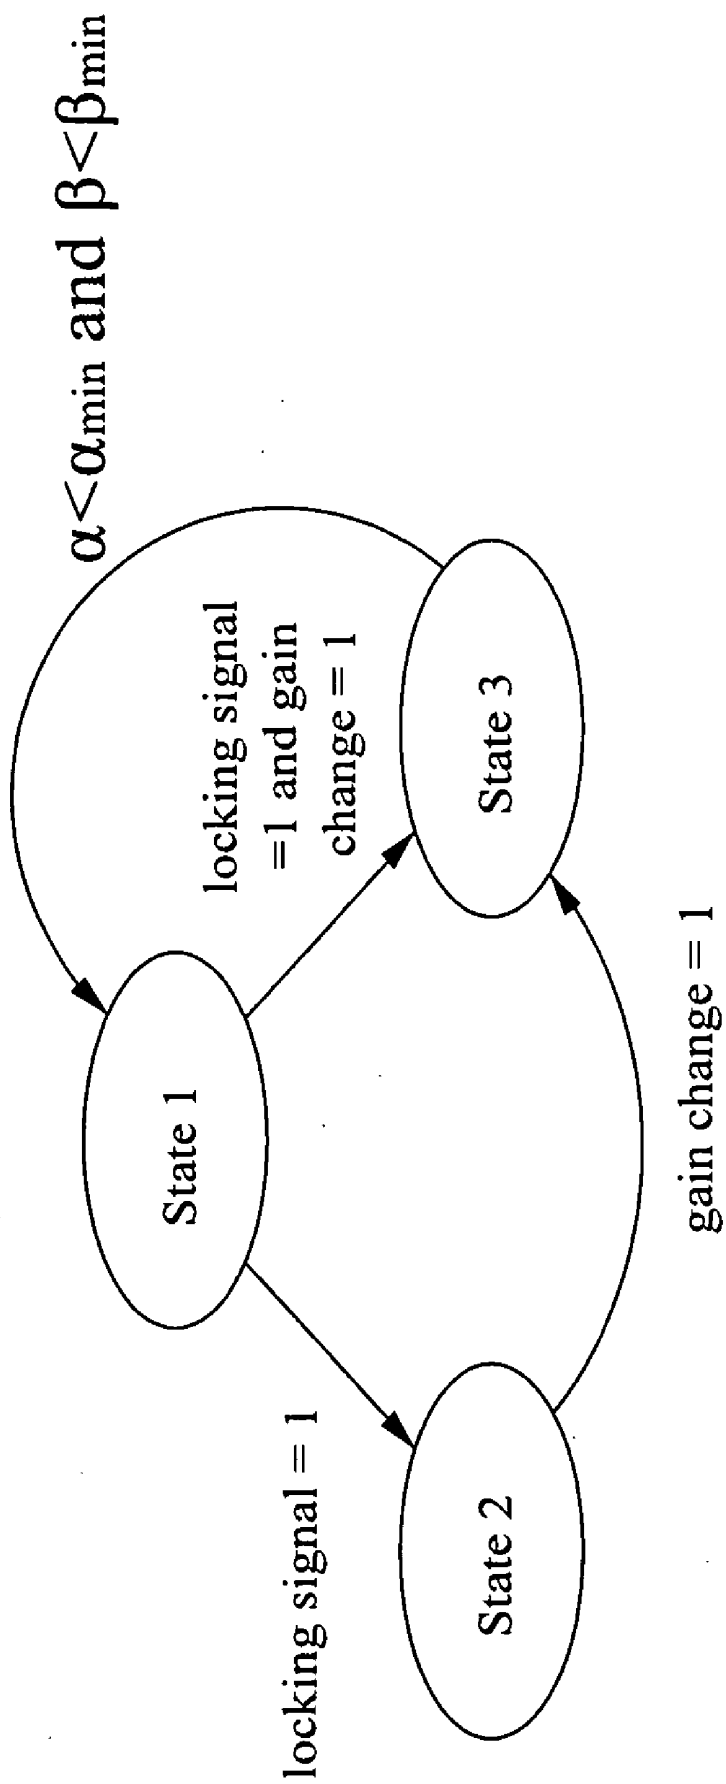 α<αmin and β<βmin
State 1
locking signal
=1 and gain
change = 1
locking signal = 1
State 2
State 3
gain change = 1